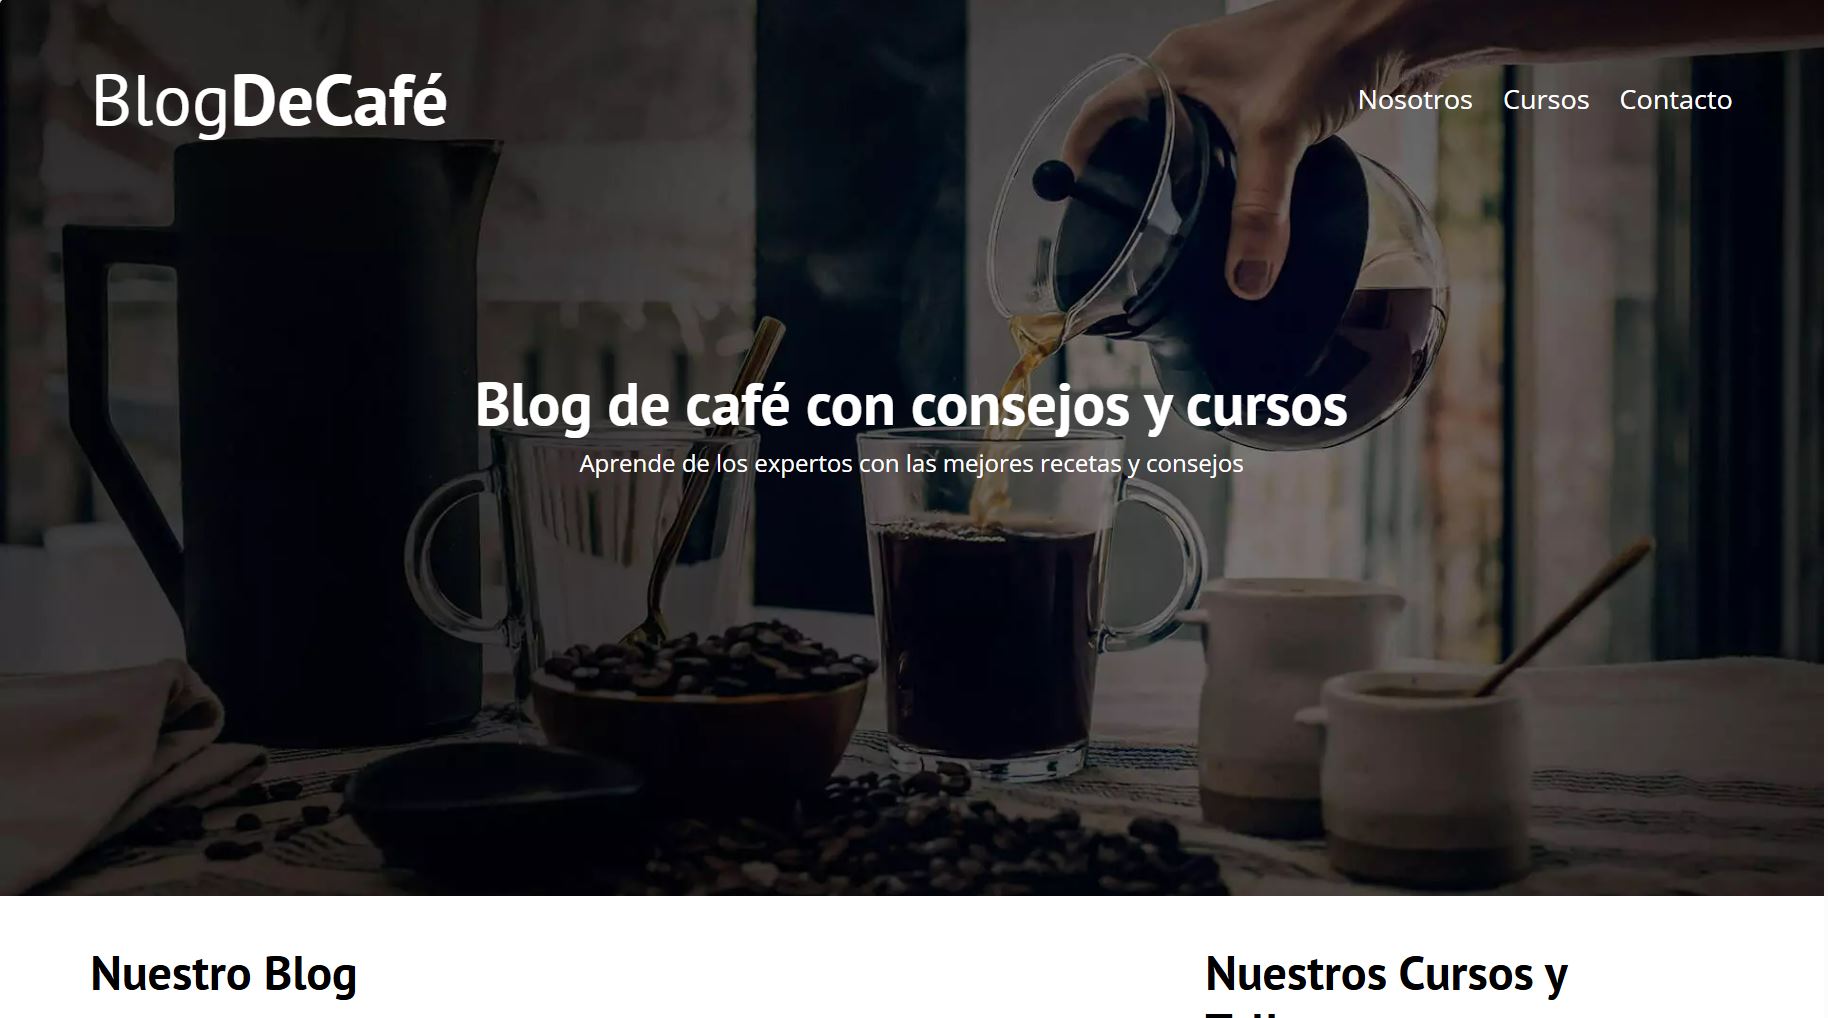 BlogDeCafé
Nosotros Cursos Contacto
Blog de café con consejos y cursos
Aprende de los expertos con las mejores recetas y consejos
Nuestro Blog
Nuestros Cursos y